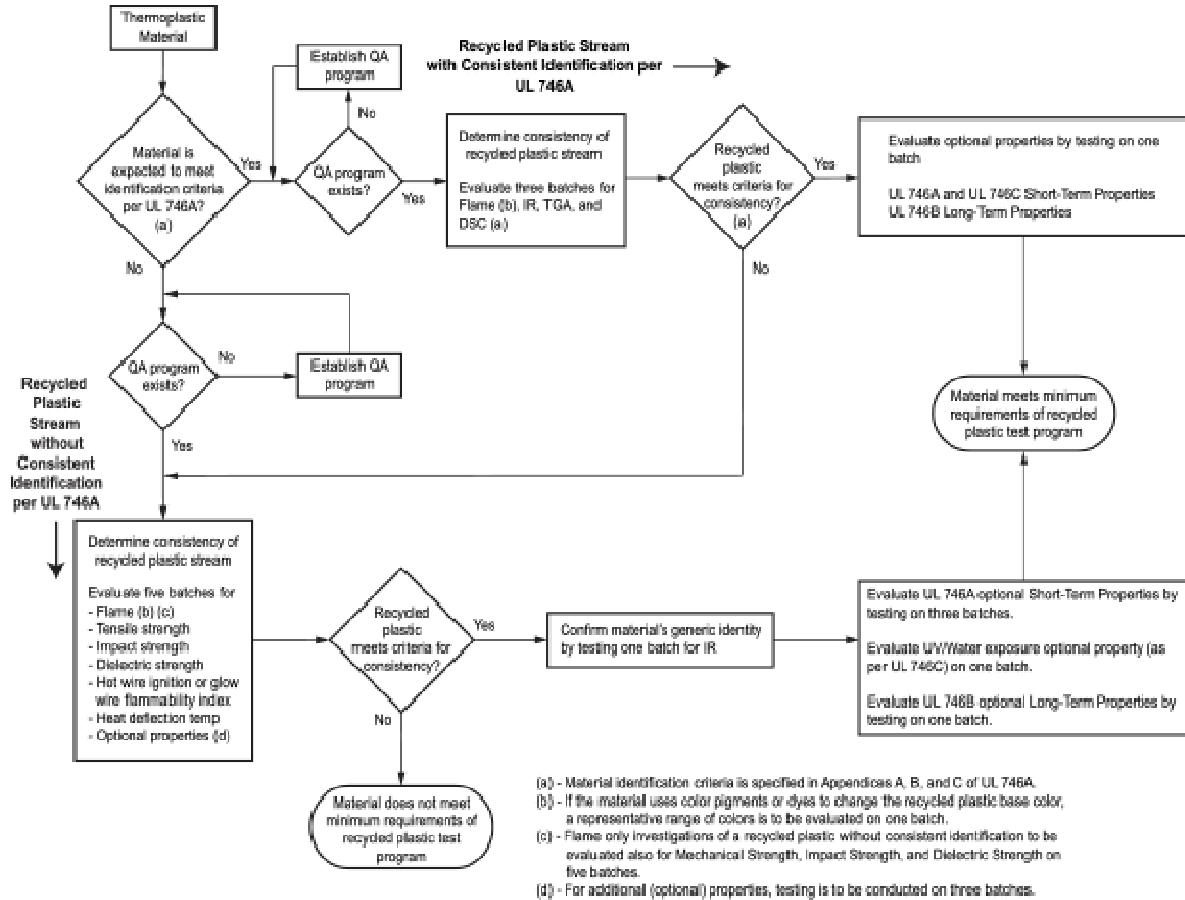 Thermoplastic
Material
Establish QA
program
Recycled Plastic Stream
with Consistent Identification per
UL 746A
No
Material is
expected to meet
identification criteria
per UL 746A?
(a)
Yes
QA program
exists?
Yes
Determine consistency of
recycled plastic stream
Evaluate three batches for
Flame (b), IR, TGA, and
DSC (a)
Recycled
plastic
meets criteria for
consistency?
(a)
Yes
Evaluate optional properties by testing on one
batch
UL 746A and UL 746C Short-Term Properties
UL 746B Long-Term Properties
No
No
QA program
exists?
No
Establish QA
program
Yes
Recycled
Plastic
Stream
without
Consistent
Identification
per UL 746A
Material meets minimum
requirements of recycled
plastic test program
Determine consistency of
recycled plastic stream
Evaluate five batches for
- Flame (b) (c)
- Tensile strength
- Impact strength
- Dielectric strength
- Hot wire ignition or glow
wire flammability index
- Heat deflection temp
- Optional properties (d)
Recycled
plastic
meets criteria for
consistency?
Yes
Confirm material's generic identity
by testing one batch for IR
Evaluate UL 746A-optional Short-Term Properties by
testing on three batches.
Evaluate UV/Water exposure optional property (as
per UL 746C) on one batch.
Evaluate UL 746B-optional Long-Term Properties by
testing on one batch.
No
Material does not meet
minimum requirements of
recycled plastic test
program
(a) - Material identification criteria is specified in Appendices A, B, and C of UL 746A.
(b) - If the material uses color pigments or dyes to change the recycled plastic base color,
a representative range of colors is to be evaluated on one batch.
(c) - Flame only investigations of a recycled plastic without consistent identification to be
evaluated also for Mechanical Strength, Impact Strength, and Dielectric Strength on
five batches.
(d) - For additional (optional) properties, testing is to be conducted on three batches.